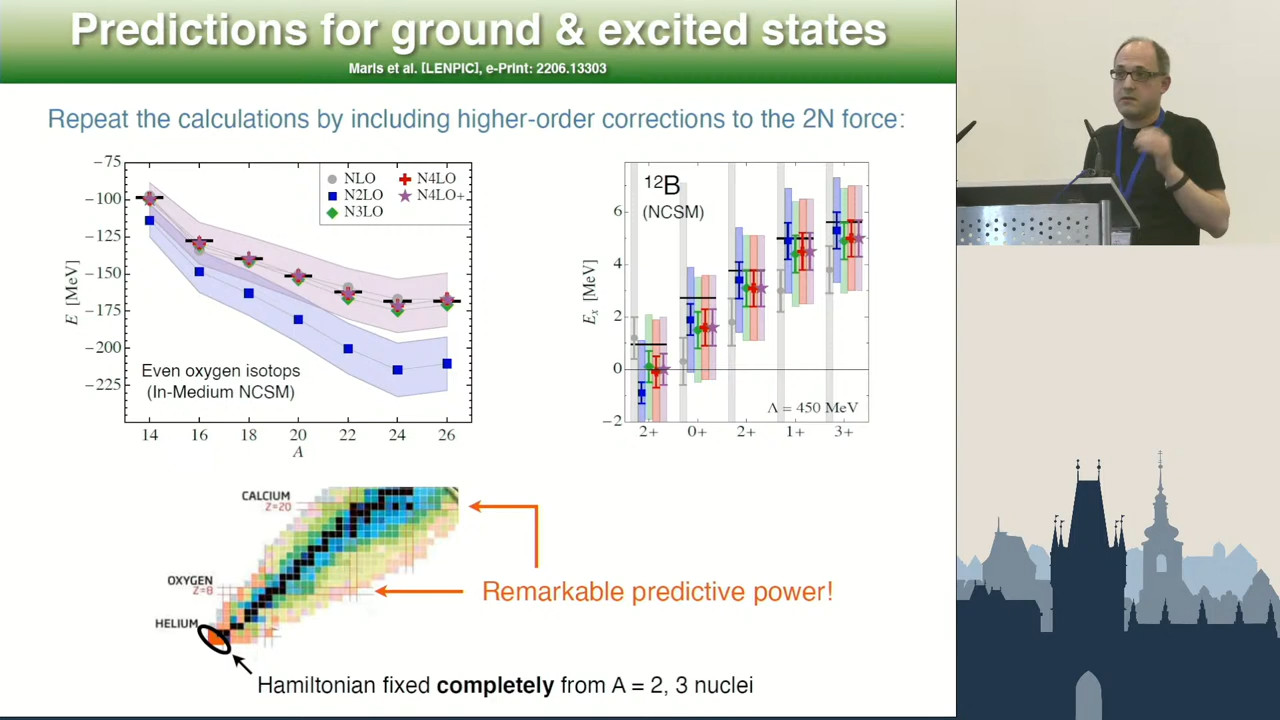 Predictions for ground & excited states
Maris et al. [LENPIC], e-Print: 2206.13303
Repeat the calculations by including higher-order corrections to the 2N force:
−75
−100
−125
−150
−175
−200
−225
E [MeV]
NLO
N2LO
N3LO
N4LO
N4LO+
Even oxygen isotops
(In-Medium NCSM)
14 16 18 20 22 24 26
A
12B
(NCSM)
6
4
2
0
−2
Ex [MeV]
Λ = 450 MeV
2+ 0+ 2+ 1+ 3+
CALCIUM
Z=20
OXYGEN
Z=8
HELIUM
Remarkable predictive power!
Hamiltonian fixed completely from A = 2, 3 nuclei